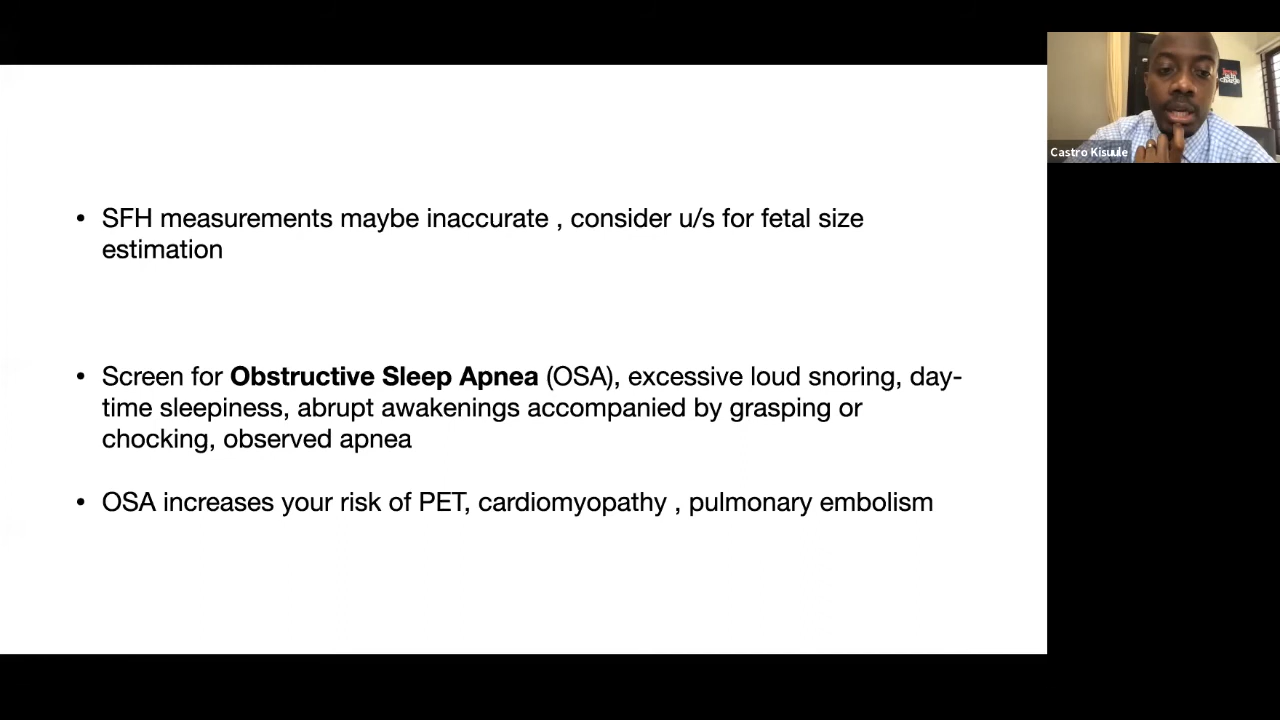 • SFH measurements maybe inaccurate , consider u/s for fetal size
estimation
• Screen for Obstructive Sleep Apnea (OSA), excessive loud snoring, day-
time sleepiness, abrupt awakenings accompanied by grasping or
chocking, observed apnea
• OSA increases your risk of PET, cardiomyopathy , pulmonary embolism
Castro Kisuule